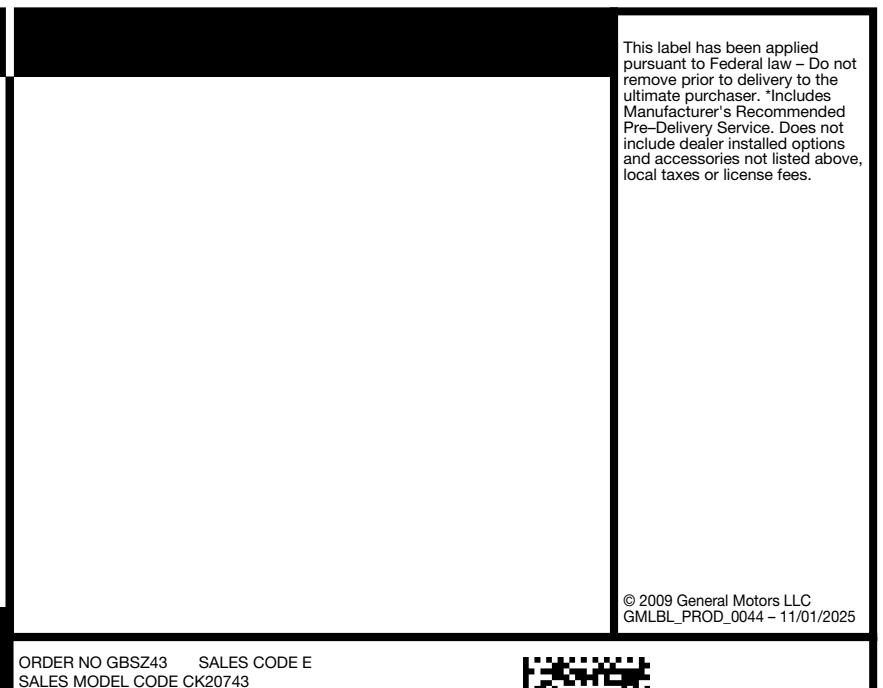 This label has been applied
pursuant to Federal law – Do not
remove prior to delivery to the
ultimate purchaser. *Includes
Manufacturer's Recommended
Pre–Delivery Service. Does not
include dealer installed options
and accessories not listed above,
local taxes or license fees.
© 2009 General Motors LLC
GMLBL_PROD_0044 – 11/01/2025
ORDER NO GBSZ43 SALES CODE E
SALES MODEL CODE CK20743